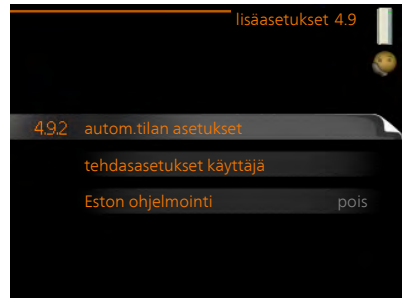 lisäasetukset 4.9
4.9.2 autom.tilan asetukset
tehdasasetukset käyttäjä
Eston ohjelmointi pois